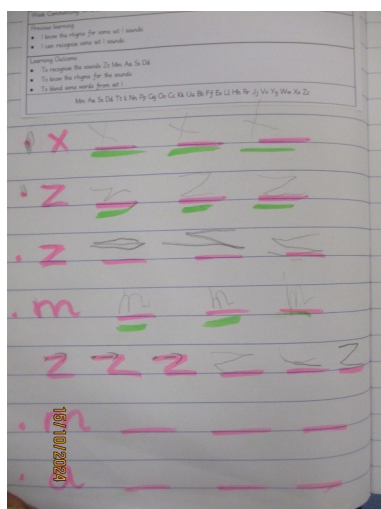 Previous learning
• I know the rhyme for some set 1 sounds
• I can recognise some set 1 sounds
Learning Outcome
• To recognise the sounds Zz Mm Aa Ss Dd
• To know the rhyme for the sounds
• To blend some words from set 1
Mm Aa Ss Dd Tt Ii Nn Pp Gg Oo Cc Kk Uu Bb Ff Ee Ll Hh Rr Jj Vv Yy Ww Xx Zz
x x x x
z z z z
z
m m m m
z z z z z z
m
a
15/10/2024